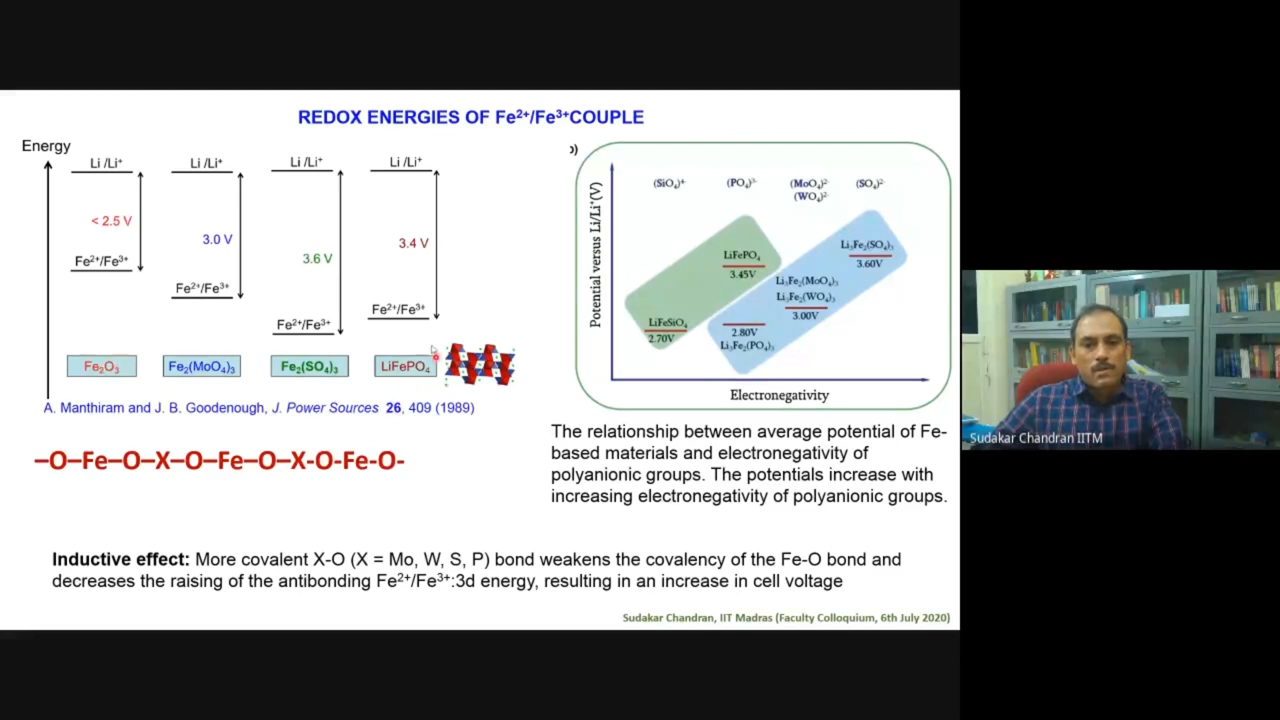 REDOX ENERGIES OF Fe²⁺/Fe³⁺COUPLE
Energy
Li /Li⁺ Li /Li⁺ Li /Li⁺ Li /Li⁺
< 2.5 V
3.0 V
3.6 V
3.4 V
Fe²⁺/Fe³⁺
Fe²⁺/Fe³⁺
Fe²⁺/Fe³⁺
Fe²⁺/Fe³⁺
Fe₂O₃ Fe₂(MoO₄)₃ Fe₂(SO₄)₃ LiFePO₄
A. Manthiram and J. B. Goodenough, J. Power Sources 26, 409 (1989)
–O–Fe–O–X–O–Fe–O–X-O-Fe-O-
(SiO₄)⁴ (PO₄)³⁻ (MoO₄)²⁻ (SO₄)²⁻
(WO₄)²⁻
Potential versus Li/Li⁺(V)
LiFePO₄
3.45V
LiFeSiO₄
2.70V
2.80V
Li₃Fe₂(PO₄)₃
Li₃Fe₂(MoO₄)₃
Li₃Fe₂(WO₄)₃
3.00V
Li₃Fe₂(SO₄)₃
3.60V
Electronegativity
The relationship between average potential of Fe-
based materials and electronegativity of
polyanionic groups. The potentials increase with
increasing electronegativity of polyanionic groups.
Inductive effect: More covalent X-O (X = Mo, W, S, P) bond weakens the covalency of the Fe-O bond and
decreases the raising of the antibonding Fe²⁺/Fe³⁺:3d energy, resulting in an increase in cell voltage
Sudakar Chandran, IIT Madras (Faculty Colloquium, 6th July 2020)
Sudakar Chandran IITM